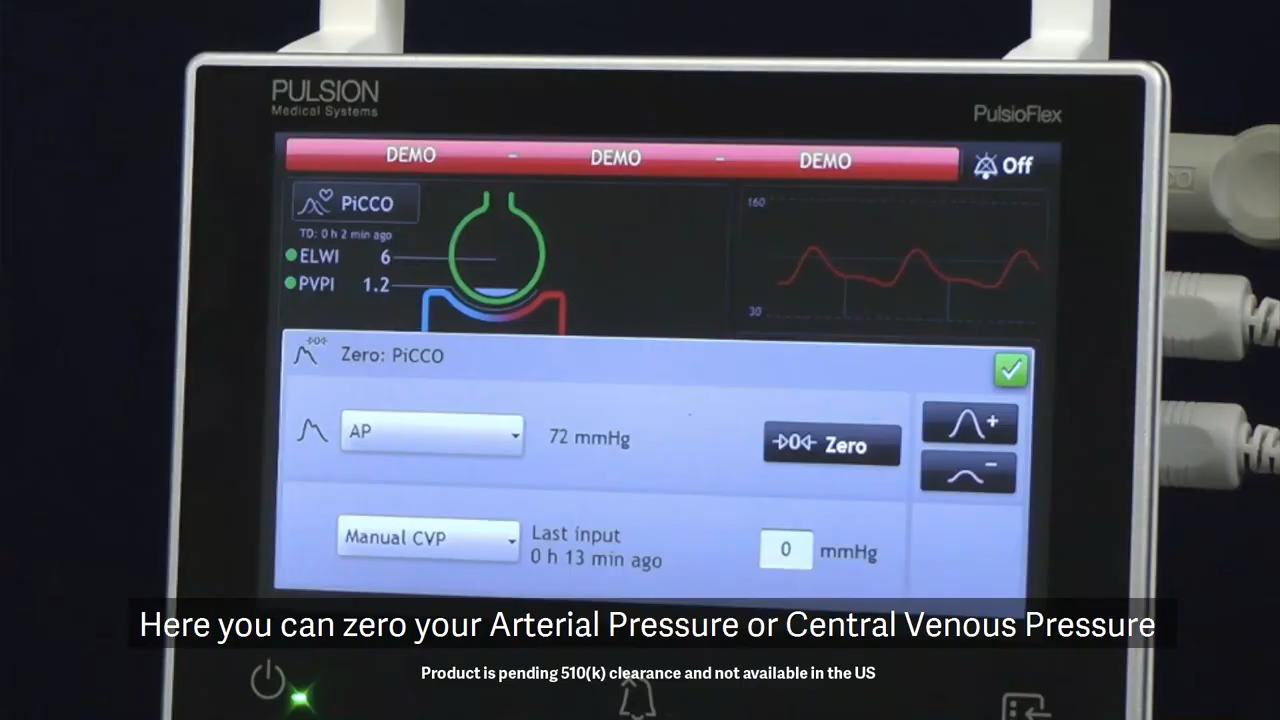 PULSION
Medical Systems
PulsioFlex
DEMO - DEMO - DEMO
Off
PiCCO
TD: 0 h 2 min ago
ELWI 6
PVPI 1.2
160
30
Zero: PiCCO
AP
72 mmHg
→0← Zero
+
−
Manual CVP
Last input
0 h 13 min ago
0 mmHg
Here you can zero your Arterial Pressure or Central Venous Pressure
Product is pending 510(k) clearance and not available in the US